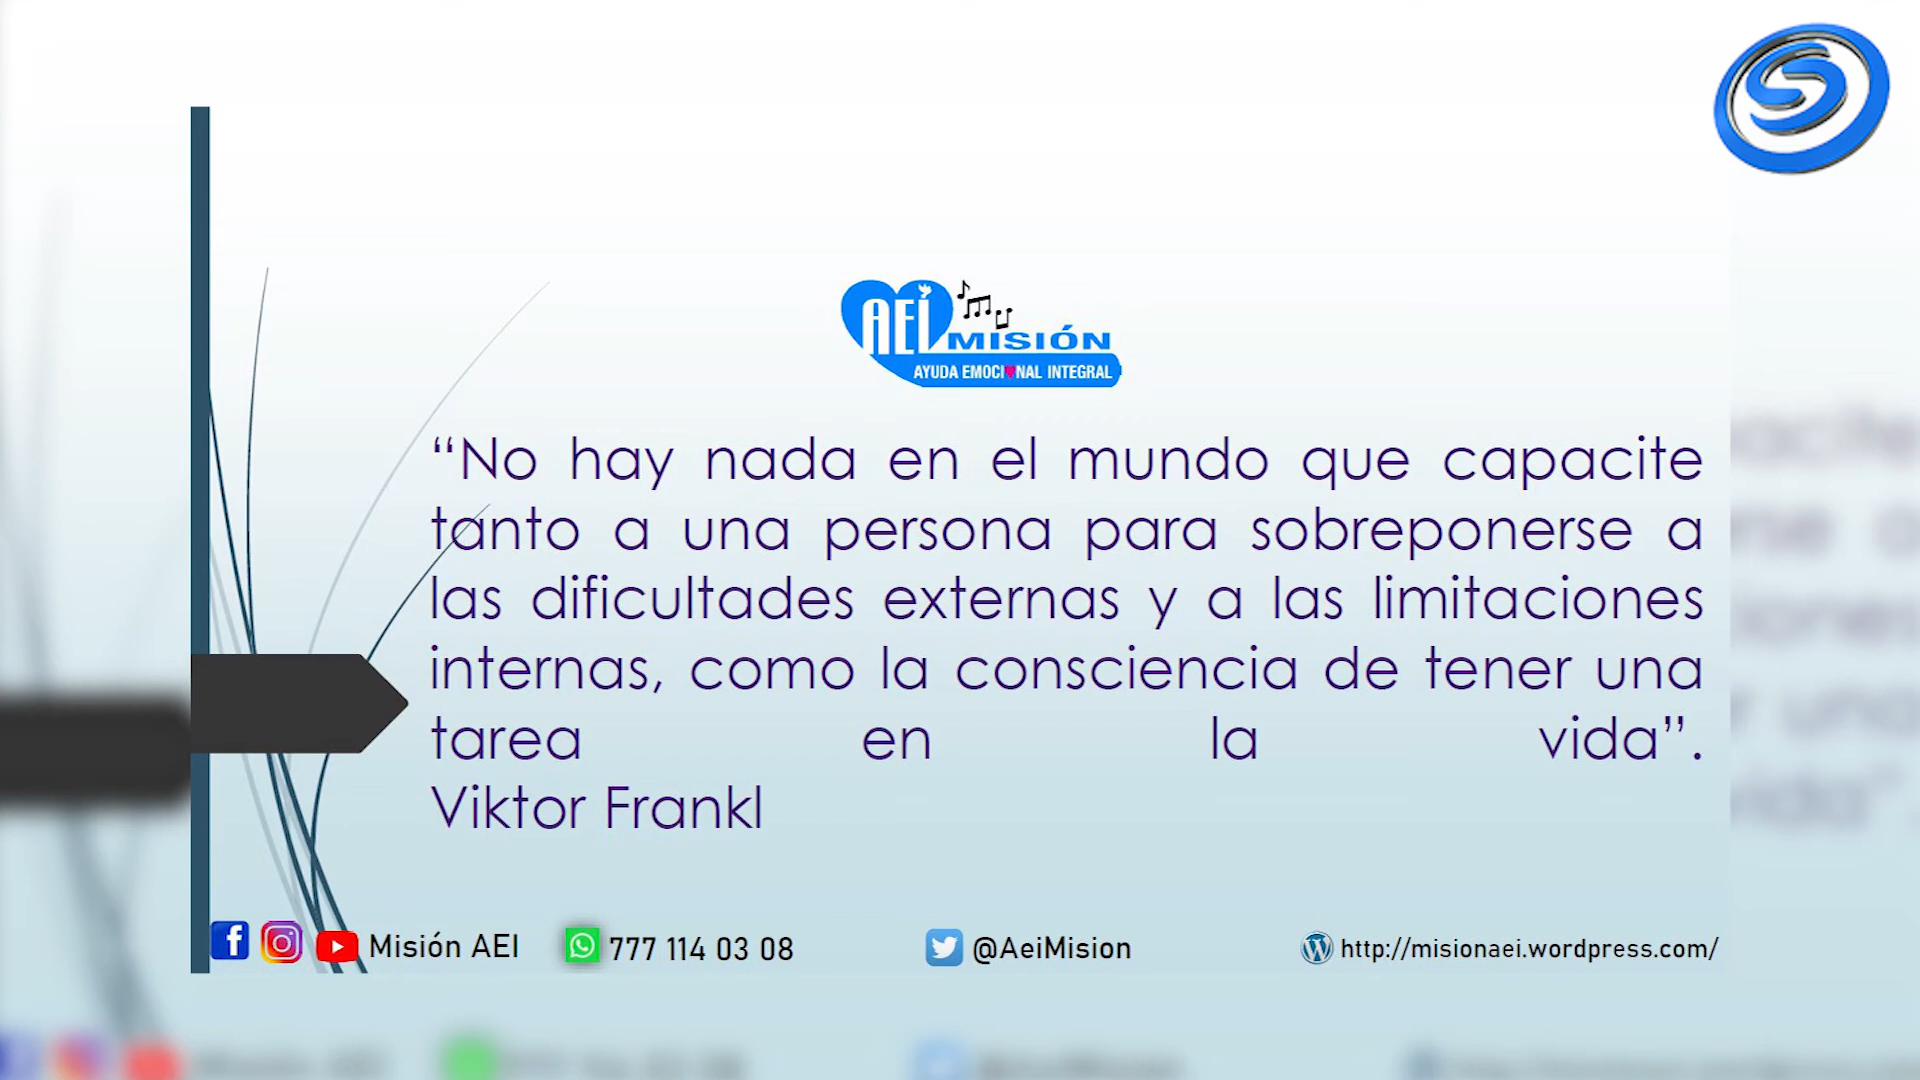 AEI MISIÓN
AYUDA EMOCIONAL INTEGRAL
“No hay nada en el mundo que capacite
tanto a una persona para sobreponerse a
las dificultades externas y a las limitaciones
internas, como la consciencia de tener una
tarea en la vida”.
Viktor Frankl
Misión AEI 777 114 03 08 @AeiMision http://misionaei.wordpress.com/